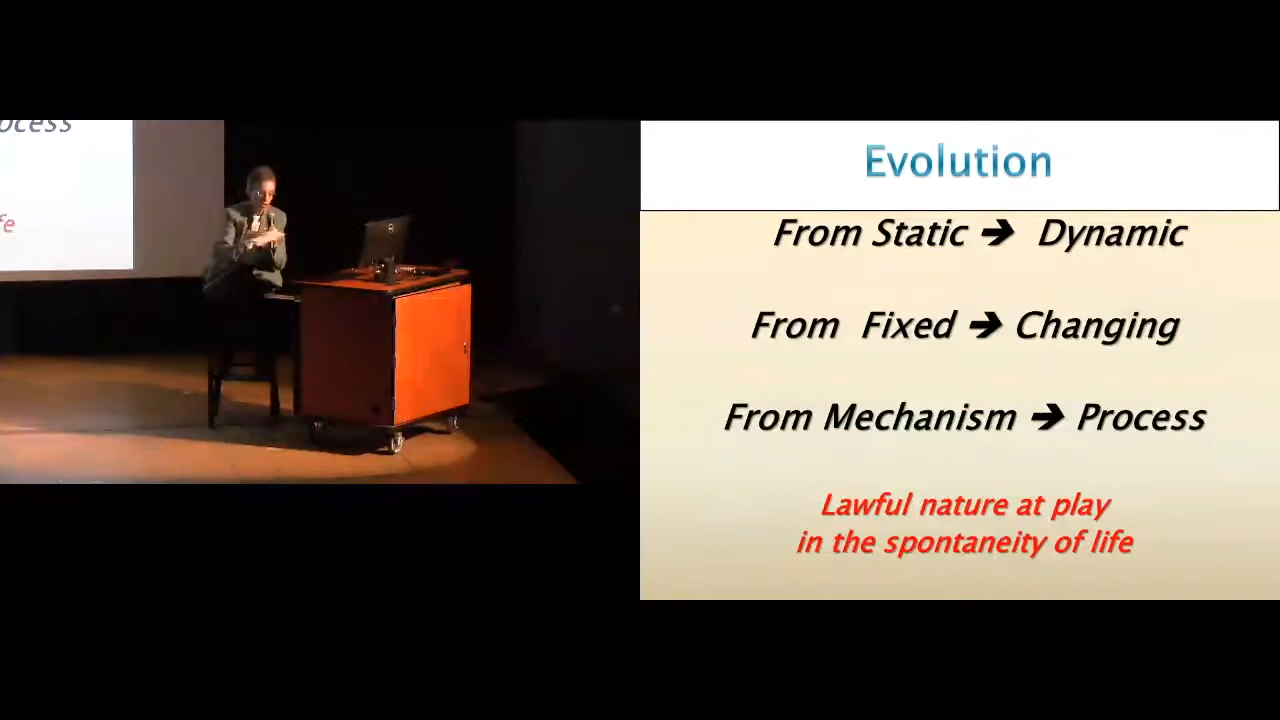 ocess
fe
Evolution
From Static → Dynamic
From Fixed → Changing
From Mechanism → Process
Lawful nature at play
in the spontaneity of life